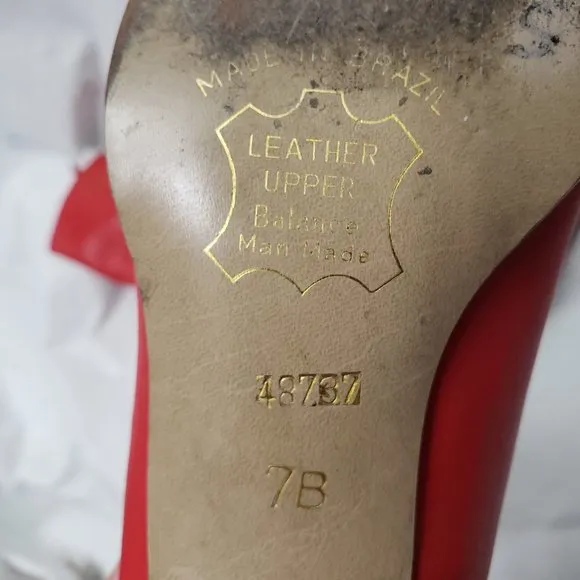 MADE IN BRAZIL
LEATHER
UPPER
Balance
Man Made
48737
7B